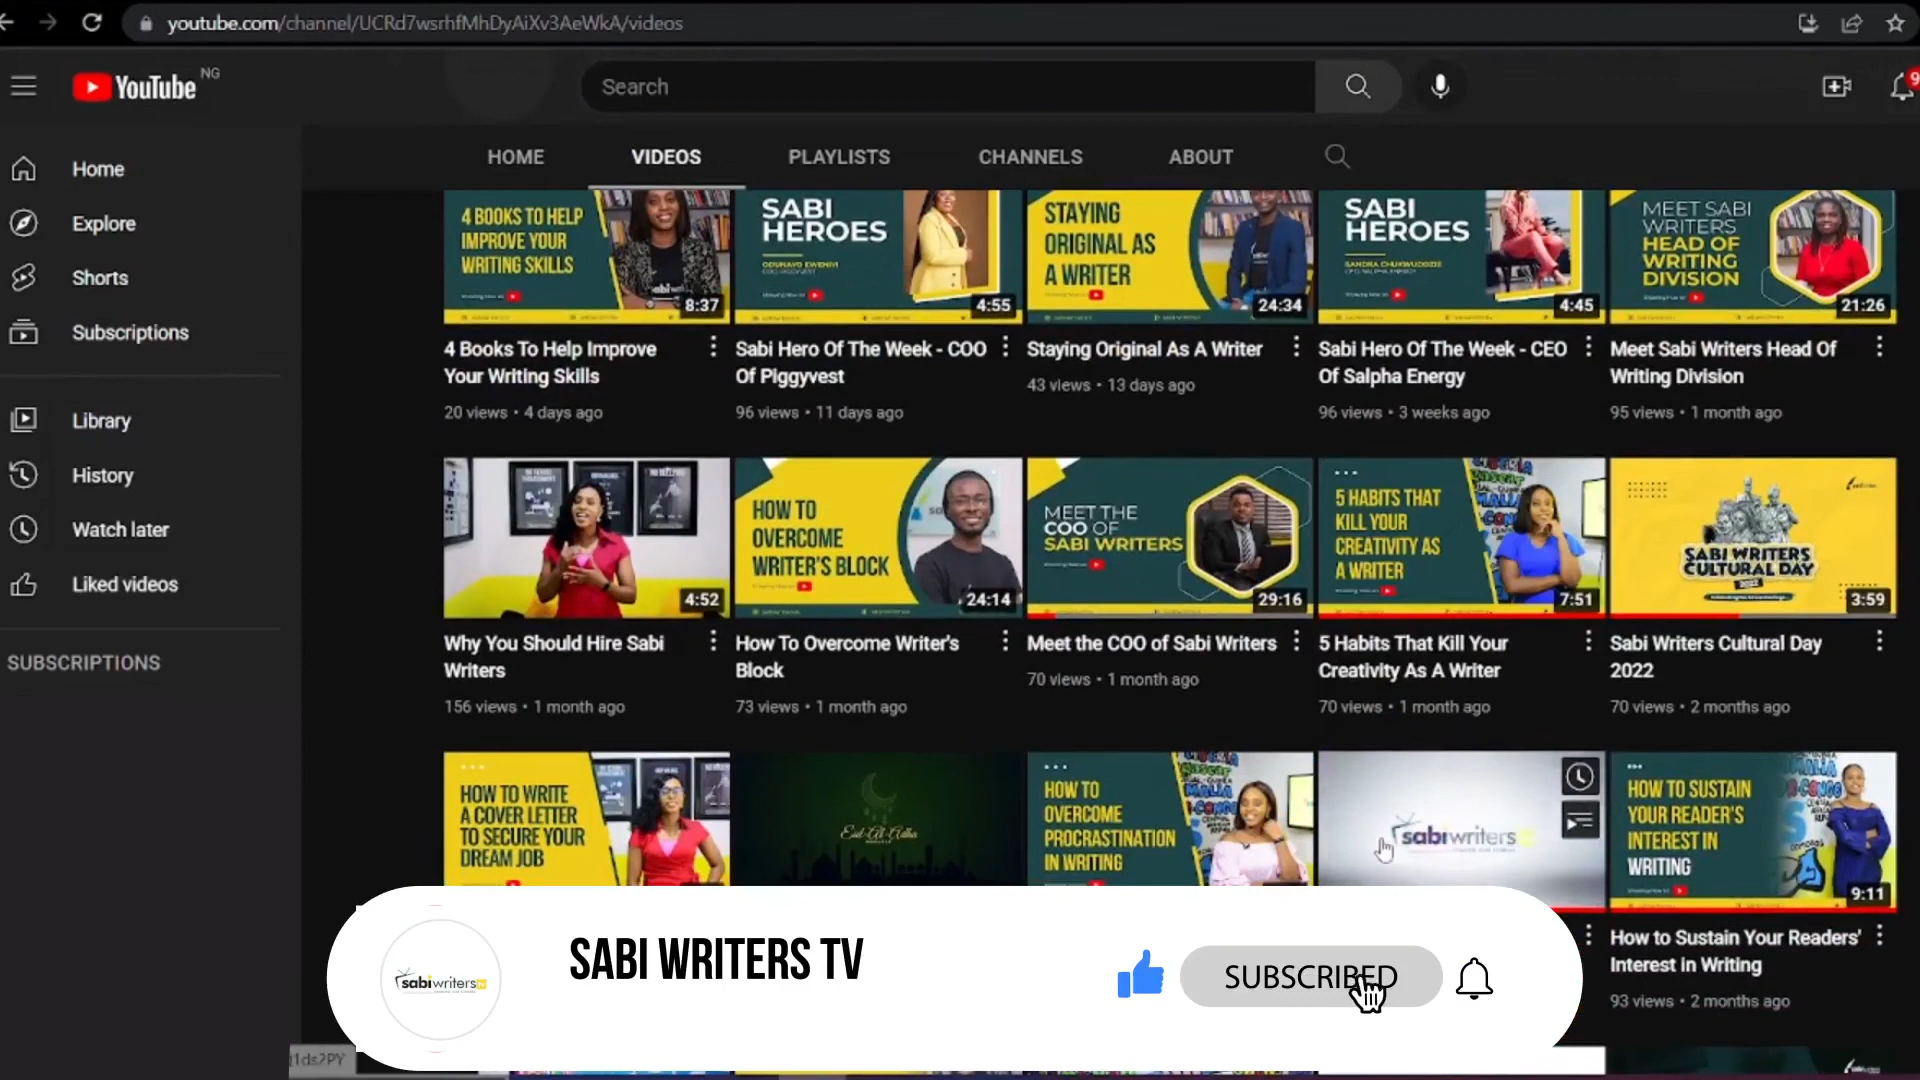 youtube.com/channel/UCRd7wsrhfMhDyAiXv3AeWkA/videos
YouTube NG
Search
9
HOME VIDEOS PLAYLISTS CHANNELS ABOUT
Home
Explore
Shorts
Subscriptions
Library
History
Watch later
Liked videos
SUBSCRIPTIONS
4 BOOKS TO HELP
IMPROVE YOUR
WRITING SKILLS
8:37
SABI
HEROES
4:55
STAYING
ORIGINAL AS
A WRITER
24:34
SABI
HEROES
4:45
MEET SABI
WRITERS
HEAD OF
WRITING
DIVISION
21:26
4 Books To Help Improve
Your Writing Skills
20 views • 4 days ago
Sabi Hero Of The Week - COO
Of Piggyvest
96 views • 11 days ago
Staying Original As A Writer
43 views • 13 days ago
Sabi Hero Of The Week - CEO
Of Salpha Energy
96 views • 3 weeks ago
Meet Sabi Writers Head Of
Writing Division
95 views • 1 month ago
4:52
HOW TO
OVERCOME
WRITER'S BLOCK
24:14
MEET THE
COO OF
SABI WRITERS
29:16
5 HABITS THAT
KILL YOUR
CREATIVITY AS
A WRITER
7:51
SABI WRITERS
CULTURAL DAY
2022
3:59
Why You Should Hire Sabi
Writers
156 views • 1 month ago
How To Overcome Writer's
Block
73 views • 1 month ago
Meet the COO of Sabi Writers
70 views • 1 month ago
5 Habits That Kill Your
Creativity As A Writer
70 views • 1 month ago
Sabi Writers Cultural Day
2022
70 views • 2 months ago
HOW TO WRITE
A COVER LETTER
TO SECURE YOUR
DREAM JOB
Eid-Al-Adha
HOW TO
OVERCOME
PROCRASTINATION
IN WRITING
sabiwriters
HOW TO SUSTAIN
YOUR READER'S
INTEREST IN
WRITING
9:11
How to Sustain Your Readers'
Interest in Writing
93 views • 2 months ago
sabiwriters tv
SABI WRITERS TV
SUBSCRIBED
1ds2PY